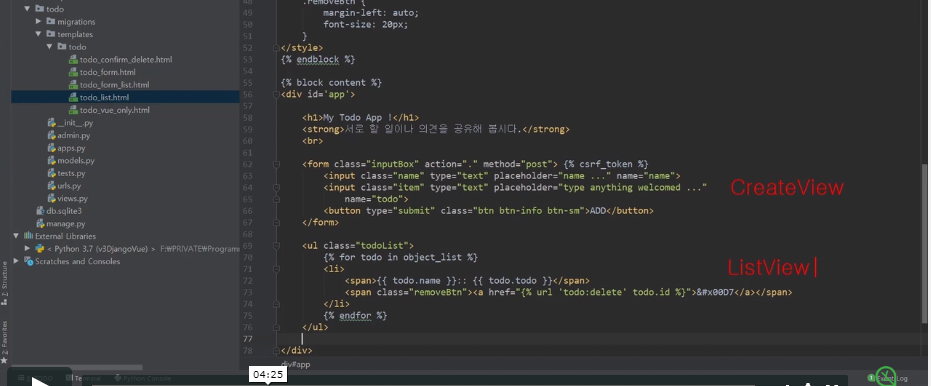 todo
migrations
templates
todo
todo_confirm_delete.html
todo_form.html
todo_form_list.html
todo_list.html
todo_vue_only.html
__init__.py
admin.py
apps.py
models.py
tests.py
urls.py
views.py
db.sqlite3
manage.py
External Libraries
< Python 3.7 (v3DjangoVue) > F:₩PRIVATE₩Programi
Scratches and Consoles
Z: Structure
2: Favorites
48 .removeBtn {
49 margin-left: auto;
50 font-size: 20px;
51 }
52 </style>
53 {% endblock %}
54
55 {% block content %}
56 <div id='app'>
57
58 <h1>My Todo App !</h1>
59 <strong>서로 할 일이나 의견을 공유해 봅시다.</strong>
60 <br>
61
62 <form class="inputBox" action="." method="post"> {% csrf_token %}
63 <input class="name" type="text" placeholder="name ..." name="name">
64 <input class="item" type="text" placeholder="type anything welcomed ..."
65 name="todo">
66 <button type="submit" class="btn btn-info btn-sm">ADD</button>
67 </form>
68
69 <ul class="todoList">
70 {% for todo in object_list %}
71 <li>
72 <span>{{ todo.name }}:: {{ todo.todo }}</span>
73 <span class="removeBtn"><a href="{% url 'todo:delete' todo.id %}">&#x00D7</a></span>
74 </li>
75 {% endfor %}
76 </ul>
77
78 </div>
CreateView
ListView
div#app
04:25
Python Console
Log